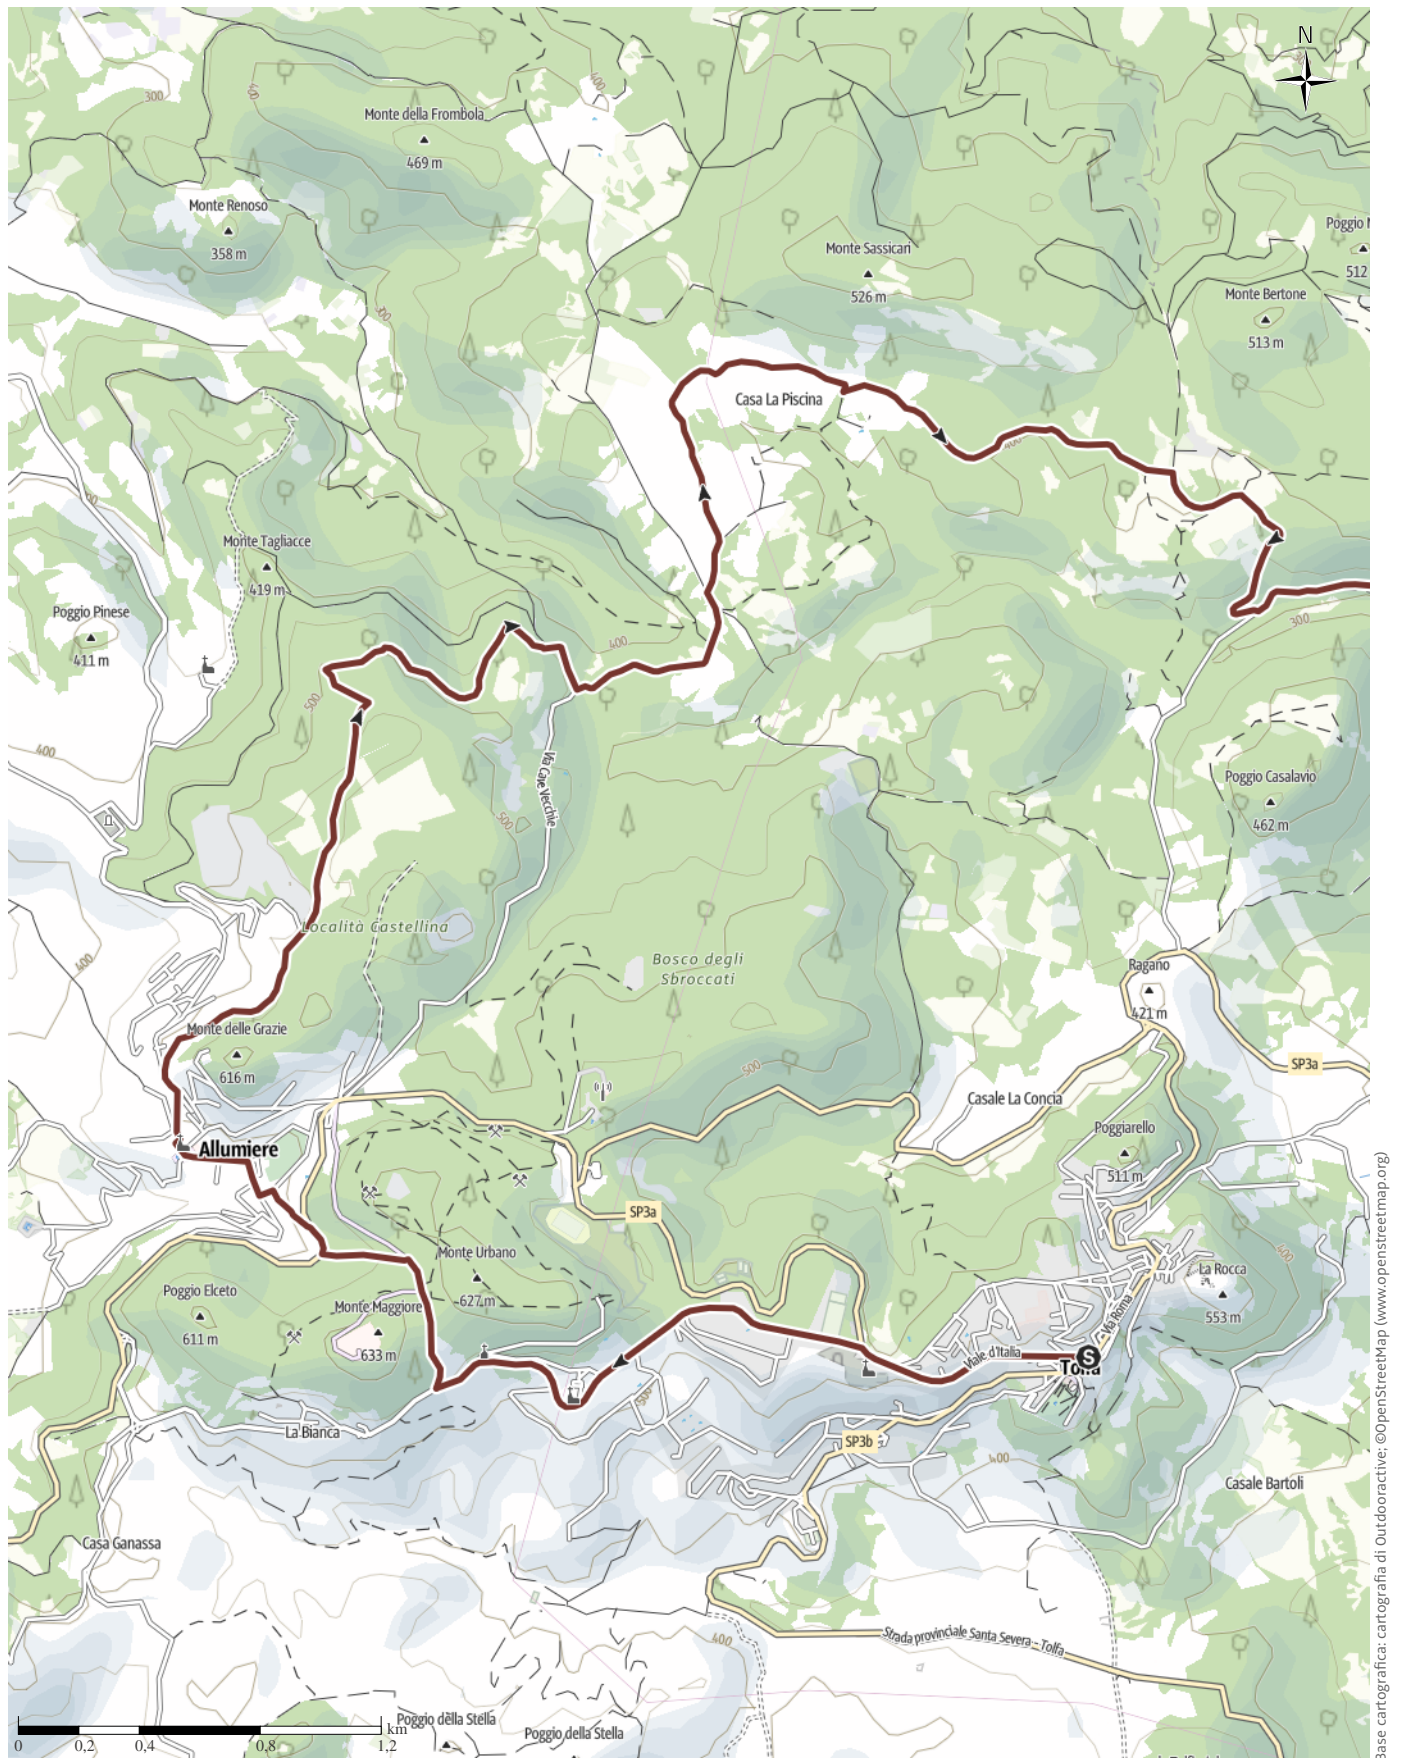 N
300
400
400
Monte della Frombola
469 m
Monte Renoso
358 m
Monte Sassicari
526 m
512
Monte Bertone
513 m
Casa La Piscina
400
Monte Tagliacce
419 m
Poggio Pinese
411 m
400
300
500
400
Via Cave Vecchie
Poggio Casalavio
462 m
500
Località Castellina
400
Bosco degli
Sbroccati
Ragano
421 m
Monte delle Grazie
616 m
500
SP3a
Casale La Concia
Allumiere
Poggiarello
511 m
SP3a
Monte Urbano
627 m
400
La Rocca
553 m
Poggio Elceto
611 m
Monte Maggiore
633 m
Via Roma
Viale d'Italia
S
500
La Bianca
SP3b
400
Casale Bartoli
Casa Ganassa
400
Strada provinciale Santa Severa - Tolfa
Poggio della Stella
Poggio della Stella
km
0
0,2
0,4
0,8
1,2
Base cartografica: cartografia di Outdooractive; ©OpenStreetMap (www.openstreetmap.org)